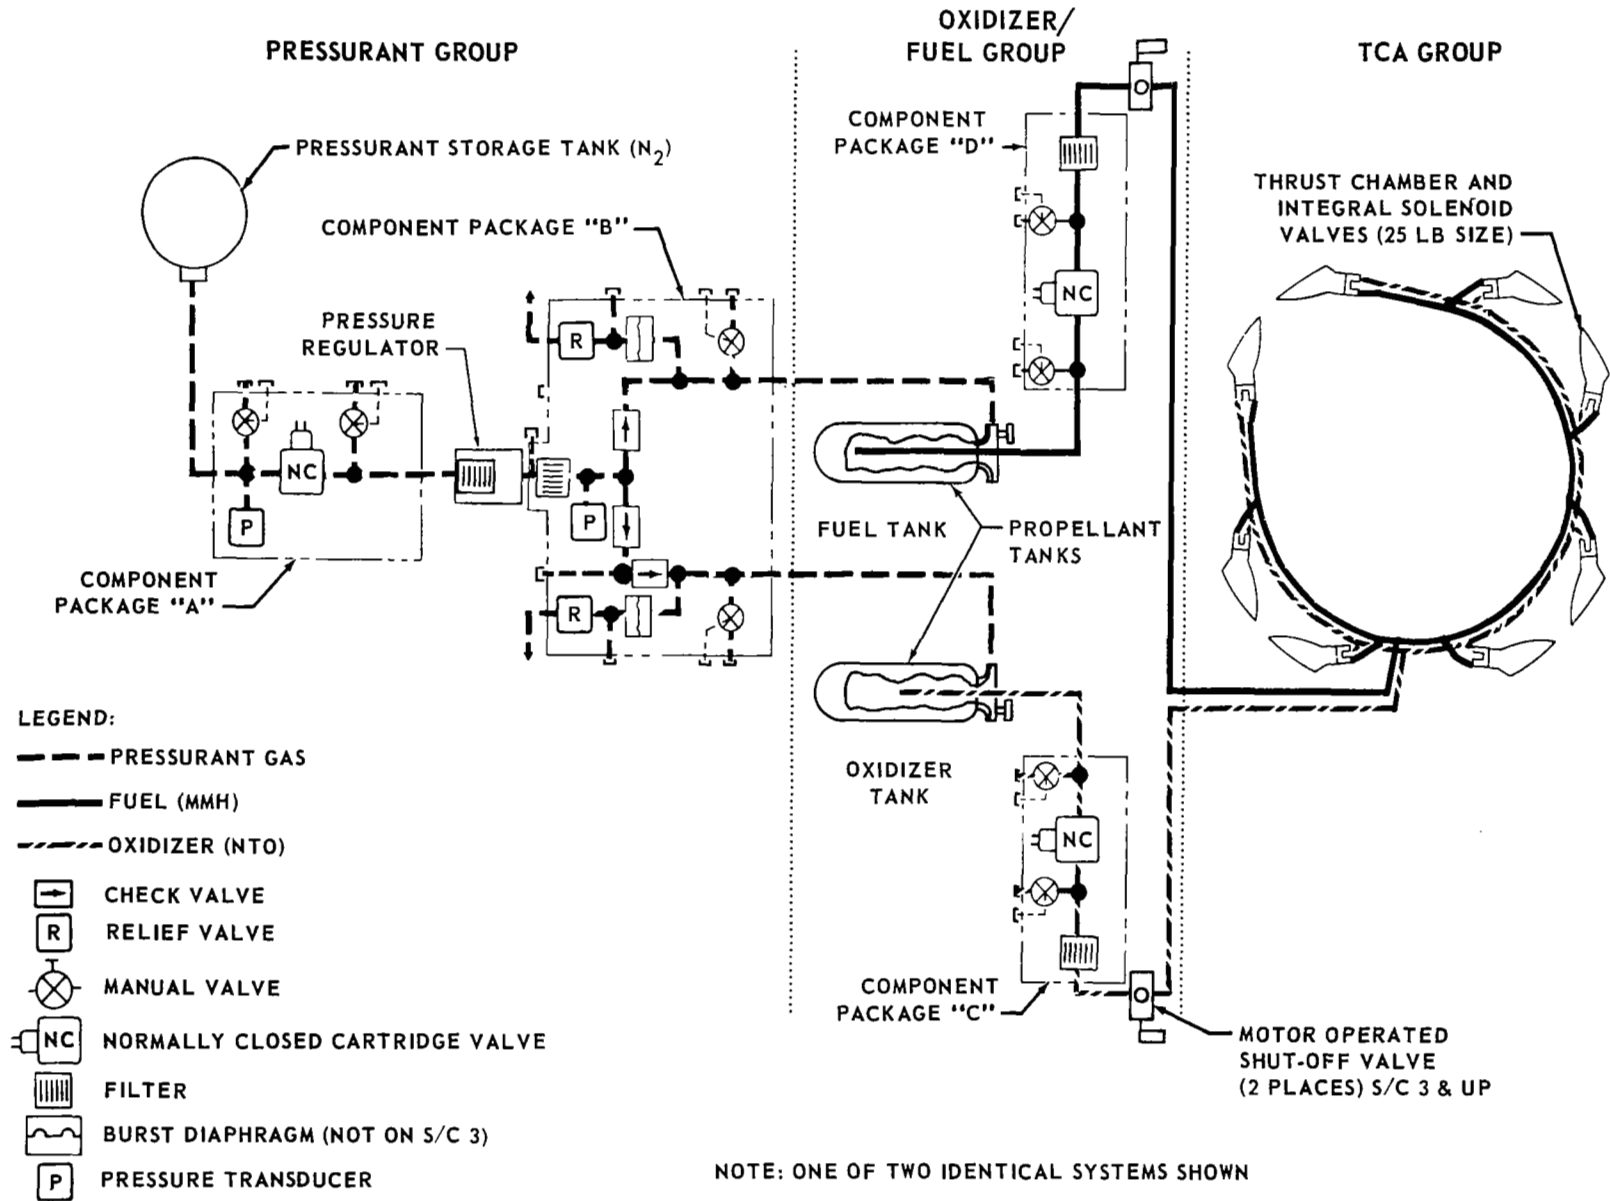 PRESSURANT GROUP
OXIDIZER/
FUEL GROUP
TCA GROUP
PRESSURANT STORAGE TANK (N2)
COMPONENT PACKAGE "B"
PRESSURE
REGULATOR
COMPONENT
PACKAGE "D"
THRUST CHAMBER AND
INTEGRAL SOLENOID
VALVES (25 LB SIZE)
R
NC
NC
P
P
R
COMPONENT
PACKAGE "A"
FUEL TANK
PROPELLANT
TANKS
OXIDIZER
TANK
NC
COMPONENT
PACKAGE "C"
MOTOR OPERATED
SHUT-OFF VALVE
(2 PLACES) S/C 3 & UP
LEGEND:
PRESSURANT GAS
FUEL (MMH)
OXIDIZER (NTO)
CHECK VALVE
R RELIEF VALVE
MANUAL VALVE
NC NORMALLY CLOSED CARTRIDGE VALVE
FILTER
BURST DIAPHRAGM (NOT ON S/C 3)
P PRESSURE TRANSDUCER
NOTE: ONE OF TWO IDENTICAL SYSTEMS SHOWN